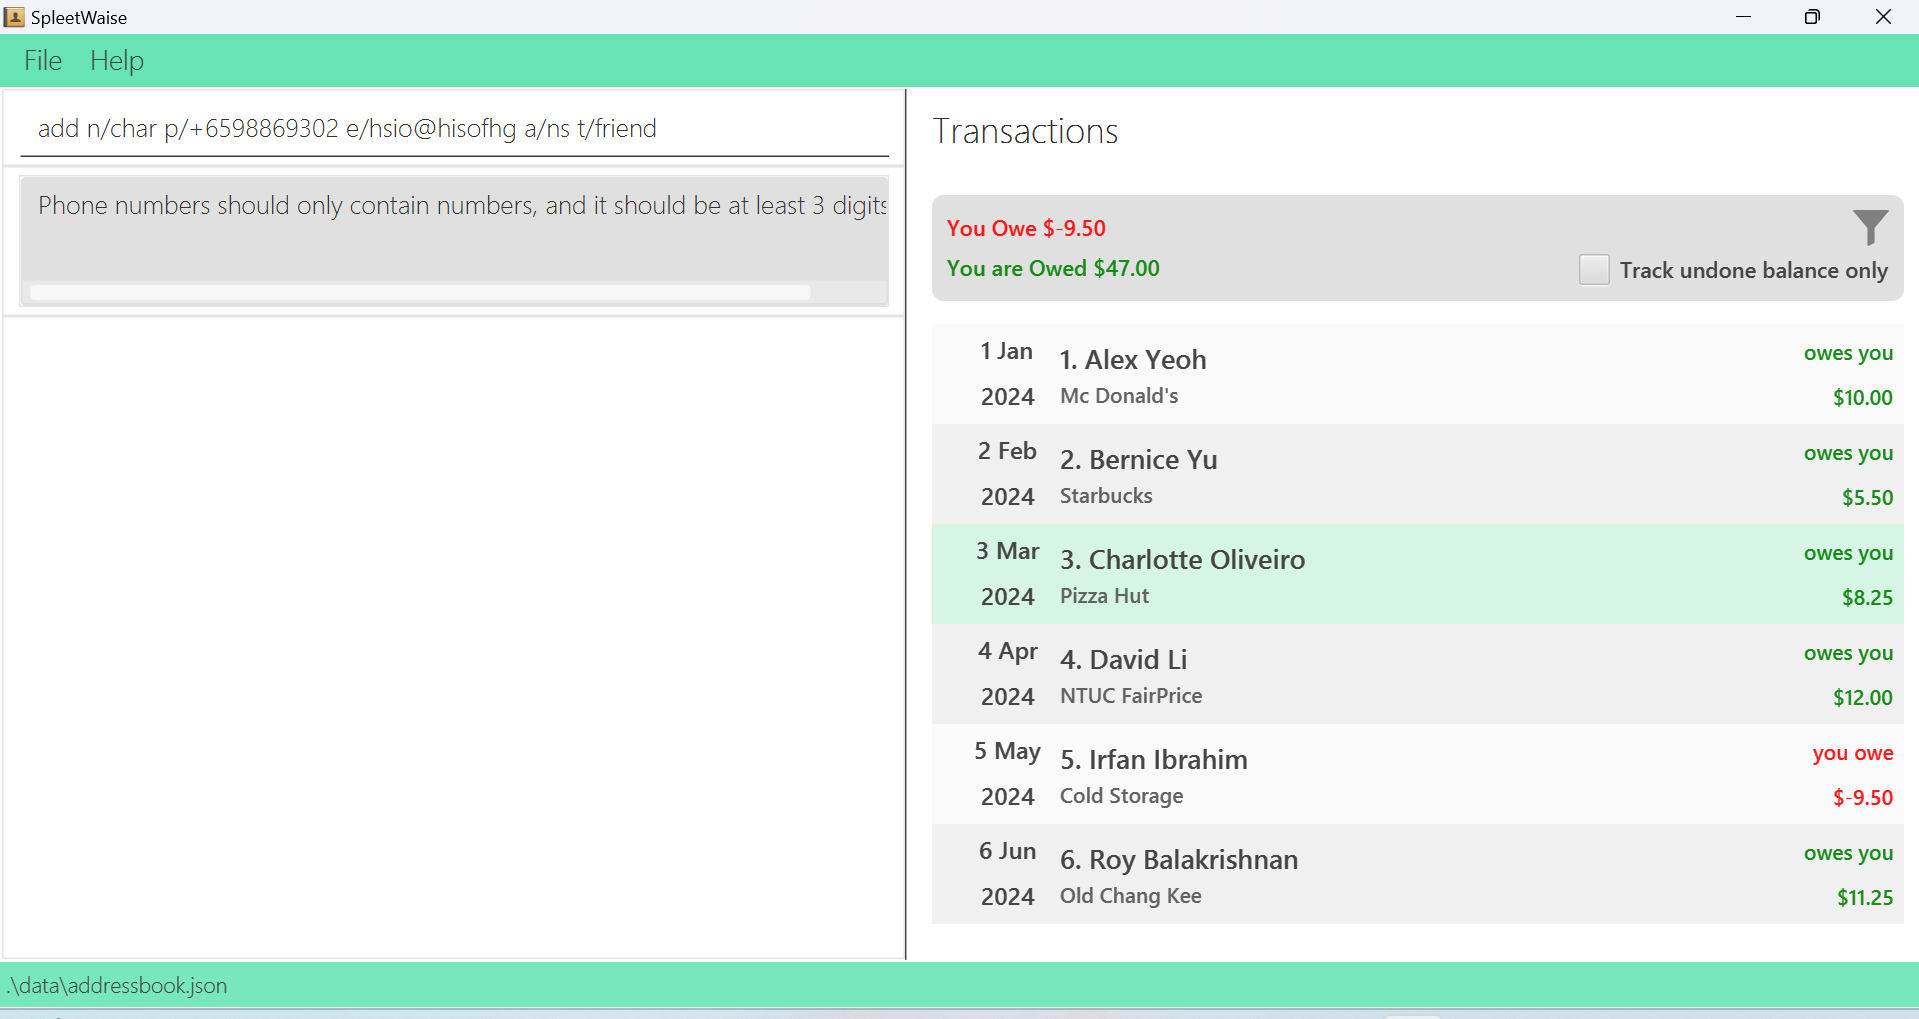 SpleetWaise
File Help
add n/char p/+6598869302 e/hsio@hisofhg a/ns t/friend
Phone numbers should only contain numbers, and it should be at least 3 digits
Transactions
You Owe $-9.50
You are Owed $47.00
Track undone balance only
1 Jan
2024
1. Alex Yeoh
Mc Donald's
owes you
$10.00
2 Feb
2024
2. Bernice Yu
Starbucks
owes you
$5.50
3 Mar
2024
3. Charlotte Oliveiro
Pizza Hut
owes you
$8.25
4 Apr
2024
4. David Li
NTUC FairPrice
owes you
$12.00
5 May
2024
5. Irfan Ibrahim
Cold Storage
you owe
$-9.50
6 Jun
2024
6. Roy Balakrishnan
Old Chang Kee
owes you
$11.25
.\data\addressbook.json